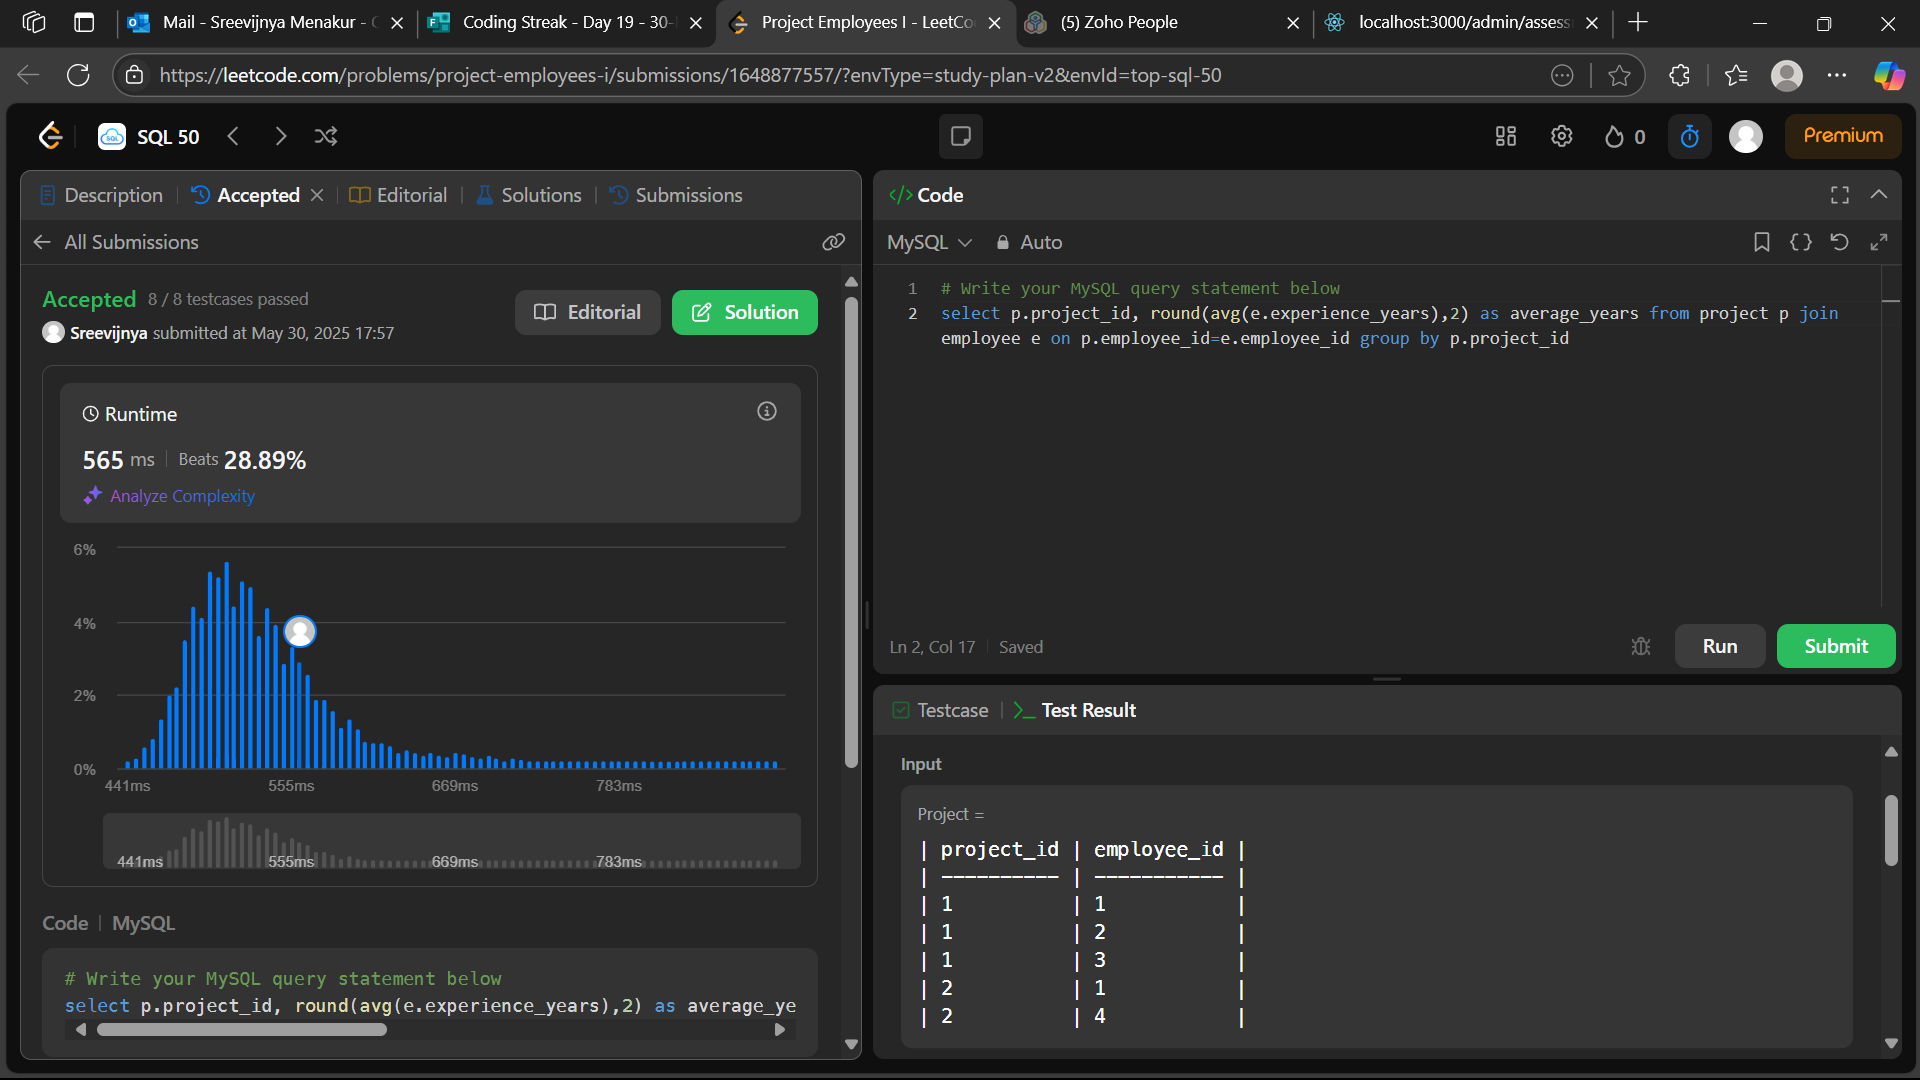 Mail - Sreevijnya Menakur - C
Coding Streak - Day 19 - 30-
Project Employees I - LeetCo
(5) Zoho People
localhost:3000/admin/assess
https://leetcode.com/problems/project-employees-i/submissions/1648877557/?envType=study-plan-v2&envId=top-sql-50
SQL 50
0
Premium
Description
Accepted
Editorial
Solutions
Submissions
All Submissions
Accepted 8 / 8 testcases passed
Sreevijnya submitted at May 30, 2025 17:57
Editorial
Solution
Runtime
565 ms Beats 28.89%
Analyze Complexity
6%
4%
2%
0%
441ms 555ms 669ms 783ms
441ms 555ms 669ms 783ms
Code | MySQL
# Write your MySQL query statement below
select p.project_id, round(avg(e.experience_years),2) as average_ye
</> Code
MySQL Auto
1 # Write your MySQL query statement below
2 select p.project_id, round(avg(e.experience_years),2) as average_years from project p join
employee e on p.employee_id=e.employee_id group by p.project_id
Ln 2, Col 17 Saved
Run
Submit
Testcase
Test Result
Input
Project =
| project_id | employee_id |
| ---------- | ----------- |
| 1 | 1 |
| 1 | 2 |
| 1 | 3 |
| 2 | 1 |
| 2 | 4 |